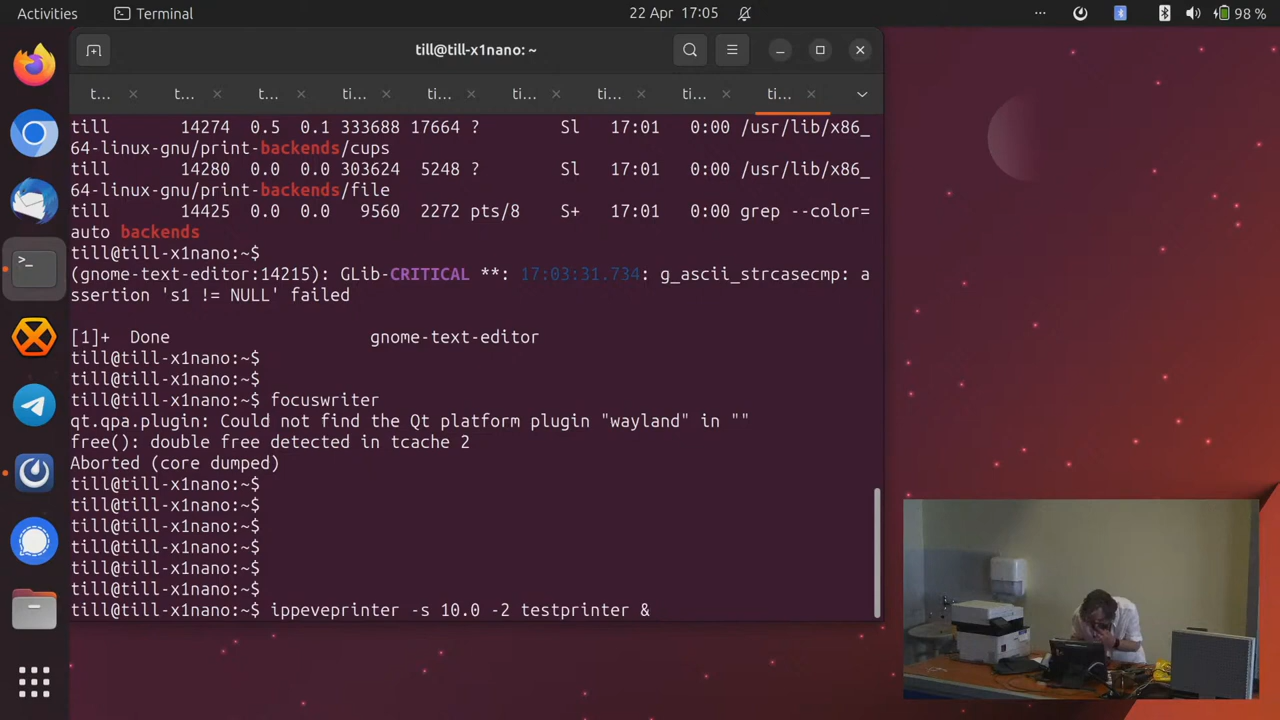 Activities Terminal 22 Apr 17:05 98 %
till@till-x1nano: ~
t... t... t... ti... ti... ti... ti... ti... ti...
till 14274 0.5 0.1 333688 17664 ? Sl 17:01 0:00 /usr/lib/x86_
64-linux-gnu/print-backends/cups
till 14280 0.0 0.0 303624 5248 ? Sl 17:01 0:00 /usr/lib/x86_
64-linux-gnu/print-backends/file
till 14425 0.0 0.0 9560 2272 pts/8 S+ 17:01 0:00 grep --color=
auto backends
till@till-x1nano:~$
(gnome-text-editor:14215): GLib-CRITICAL **: 17:03:31.734: g_ascii_strcasecmp: a
ssertion 's1 != NULL' failed
[1]+ Done gnome-text-editor
till@till-x1nano:~$
till@till-x1nano:~$
till@till-x1nano:~$ focuswriter
qt.qpa.plugin: Could not find the Qt platform plugin "wayland" in ""
free(): double free detected in tcache 2
Aborted (core dumped)
till@till-x1nano:~$
till@till-x1nano:~$
till@till-x1nano:~$
till@till-x1nano:~$
till@till-x1nano:~$
till@till-x1nano:~$
till@till-x1nano:~$ ippeveprinter -s 10.0 -2 testprinter &